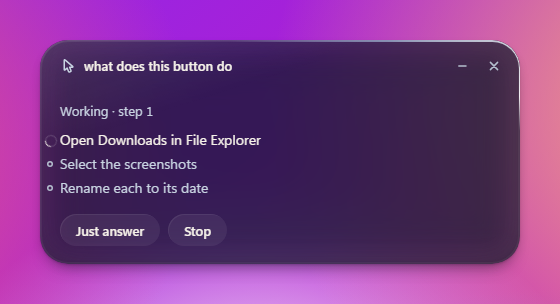 what does this button do
Working · step 1
Open Downloads in File Explorer
Select the screenshots
Rename each to its date
Just answer Stop